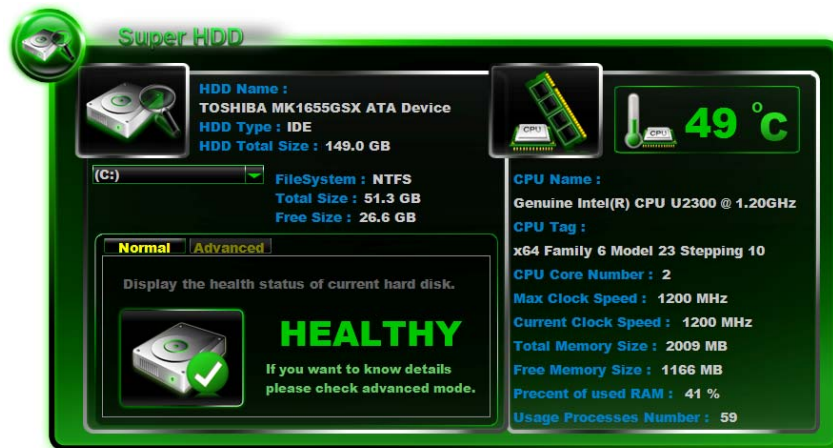 Super HDD
HDD Name :
TOSHIBA MK1655GSX ATA Device
HDD Type : IDE
HDD Total Size : 149.0 GB
(C:)
FileSystem : NTFS
Total Size : 51.3 GB
Free Size : 26.6 GB
Normal Advanced
Display the health status of current hard disk.
HEALTHY
If you want to know details
please check advanced mode.
CPU
CPU
49 °C
CPU Name :
Genuine Intel(R) CPU U2300 @ 1.20GHz
CPU Tag :
x64 Family 6 Model 23 Stepping 10
CPU Core Number : 2
Max Clock Speed : 1200 MHz
Current Clock Speed : 1200 MHz
Total Memory Size : 2009 MB
Free Memory Size : 1166 MB
Precent of used RAM : 41 %
Usage Processes Number : 59